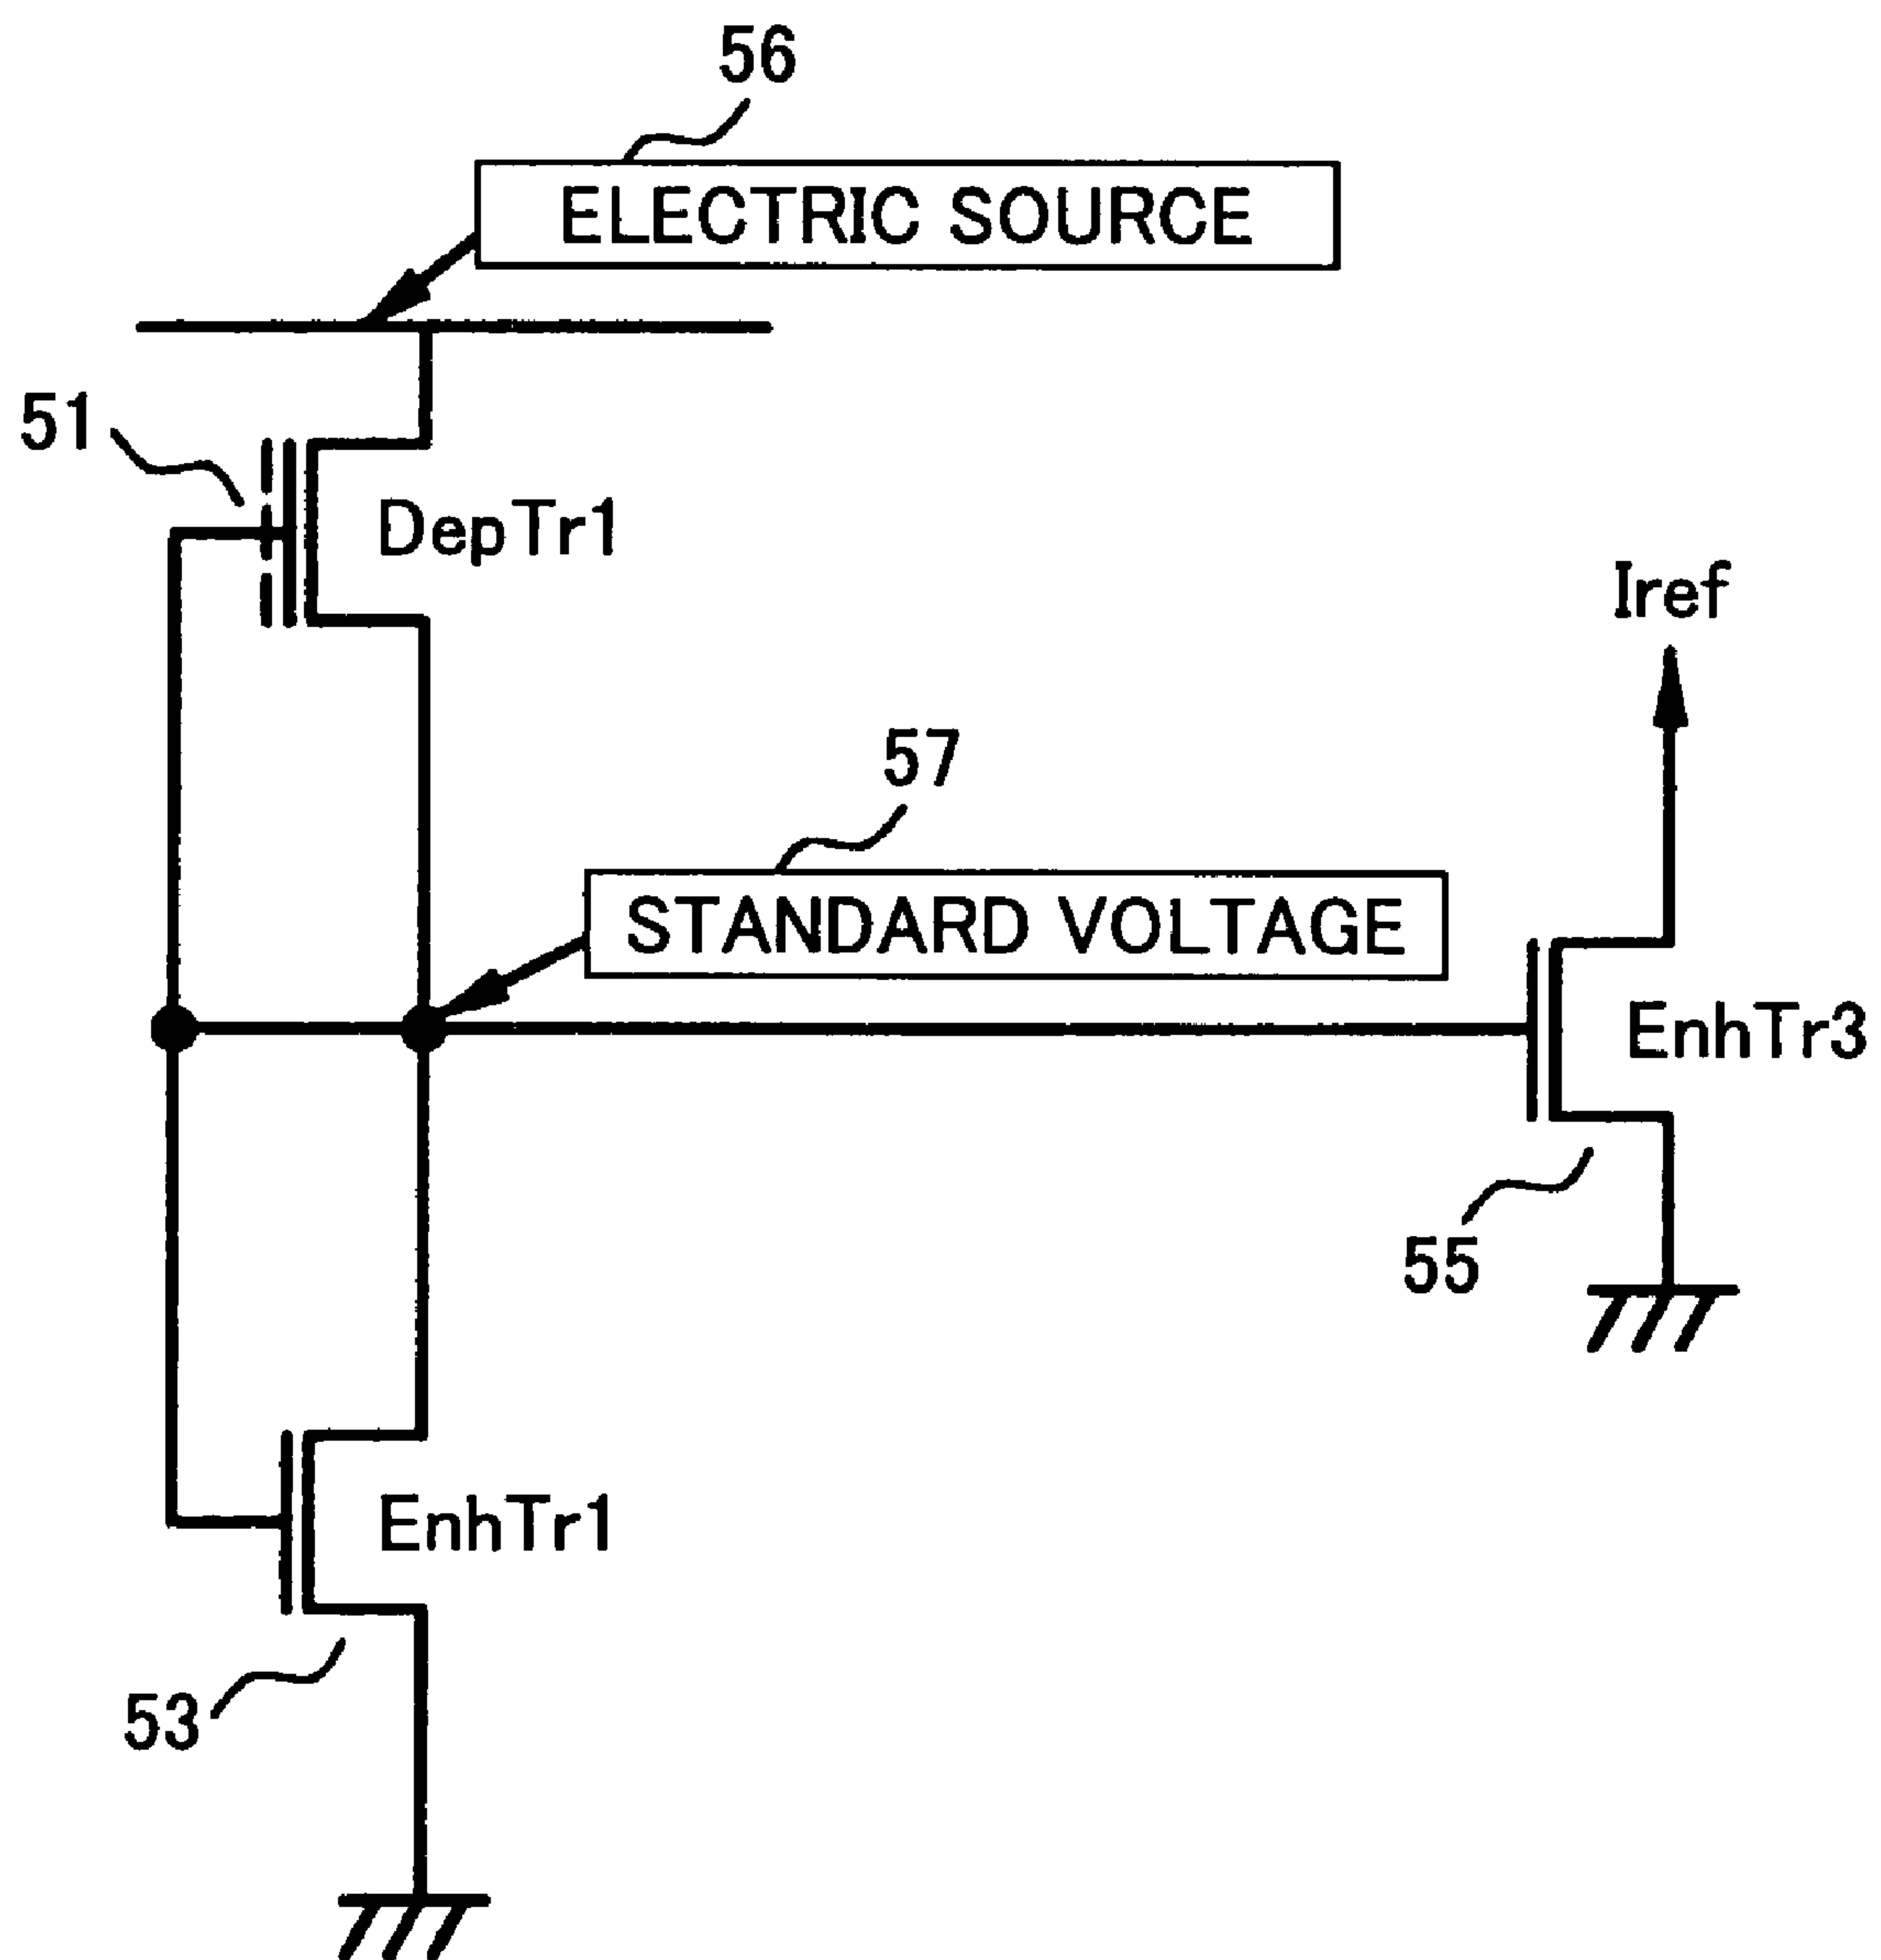 56
ELECTRIC SOURCE
51
DepTr1
Iref
57
STANDARD VOLTAGE
EnhTr3
55
EnhTr1
53